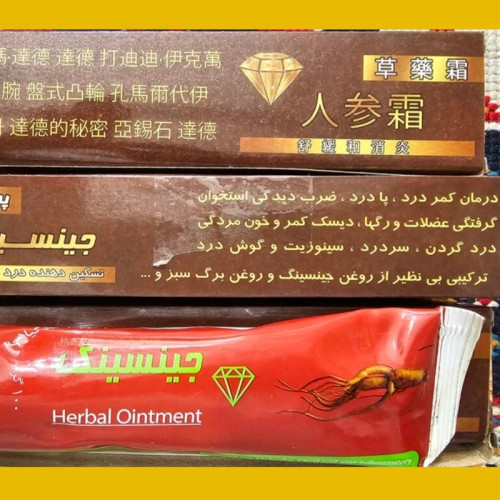 達德 達德 打迪迪·伊克萬
腕 盤式凸輪 孔馬爾馬代伊
達德的秘密 亞錫石 達德
草藥霜
人参霜
舒緩和消炎
درمان کمر درد ، پا درد ، ضرب دیدگی استخوان
گرفتگی عضلات و رگها ، دیسک کمر و خون مردگی
درد گردن ، سردرد ، سینوزیت و گوش درد
ترکیبی بی نظیر از روغن جینسینگ و روغن برگ سبز و ...
تسکین دهنده درد
جینسینگ
Herbal Ointment